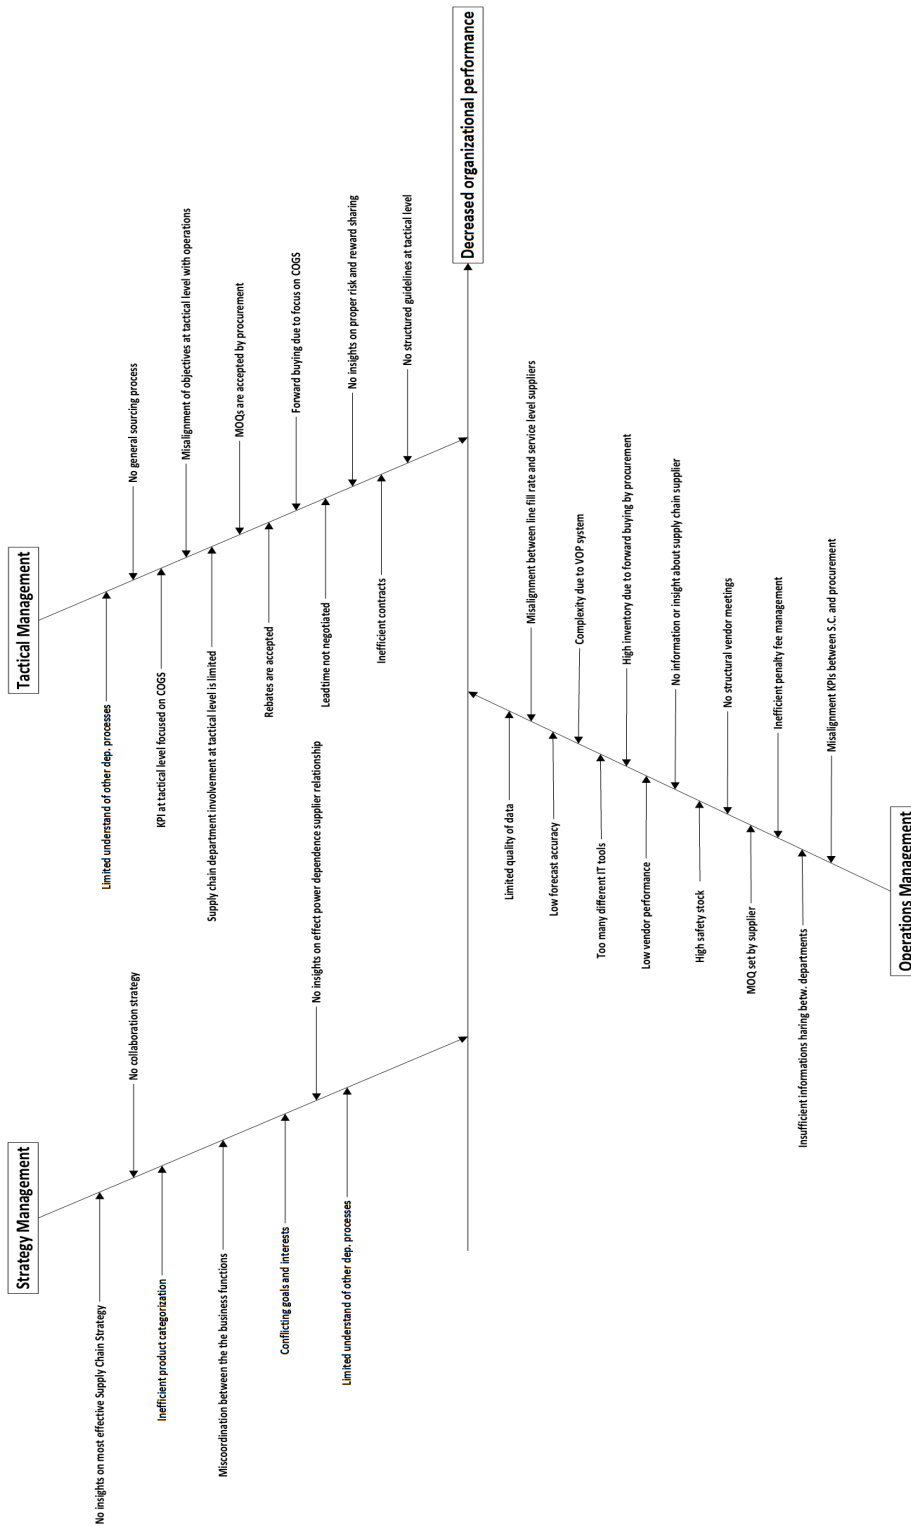 Strategy Management
No insights on most effective Supply Chain Strategy
No collaboration strategy
Inefficient product categorization
Miscoordination between the the business functions
Conflicting goals and interests
No insights on effect power dependence supplier relationship
Limited understand of other dep. processes
Tactical Management
Limited understand of other dep. processes
No general sourcing process
KPI at tactical level focused on COGS
Misalignment of objectives at tactical level with operations
Supply chain department involvement at tactical level is limited
MOQs are accepted by procurement
Rebates are accepted
Forward buying due to focus on COGS
Leadtime not negotiated
No insights on proper risk and reward sharing
Inefficient contracts
No structured guidelines at tactical level
Decreased organizational performance
Limited quality of data
Misalignment between line fill rate and service level suppliers
Low forecast accuracy
Complexity due to VOP system
Too many different IT tools
High inventory due to forward buying by procurement
Low vendor performance
No information or insight about supply chain supplier
High safety stock
No structural vendor meetings
MOQ set by supplier
Inefficient penalty fee management
Insufficient informations haring betw. departments
Misalignment KPIs between S.C. and procurement
Operations Management